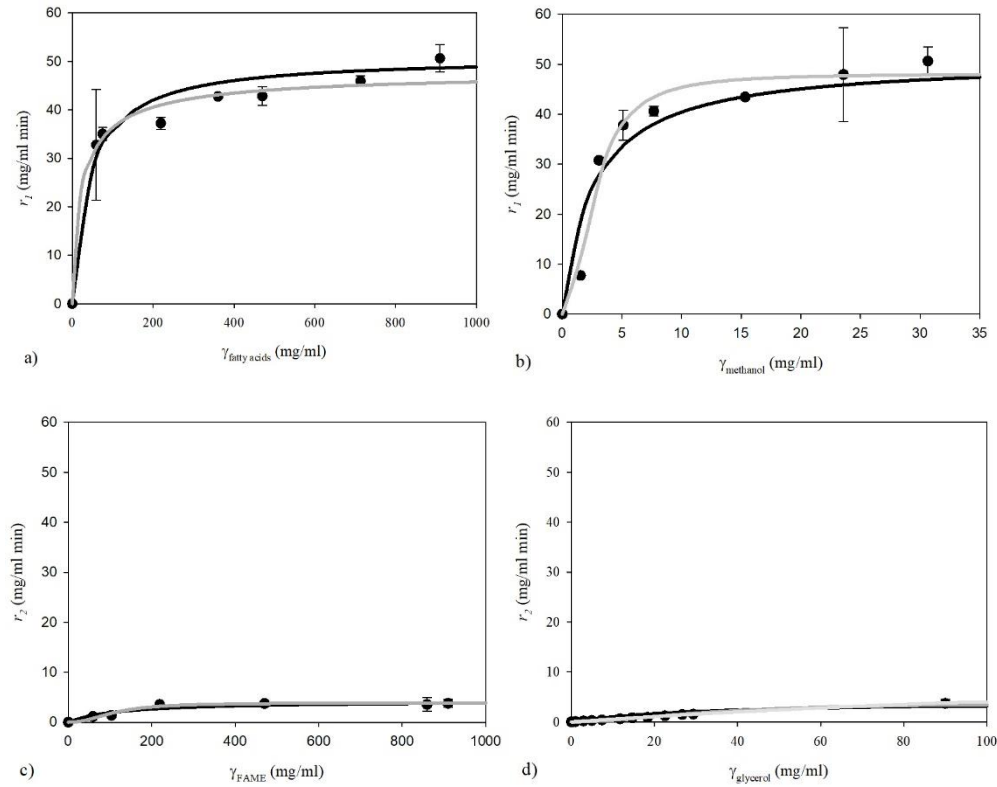 60
50
40
30
20
10
0
r1 (mg/ml min)
0 200 400 600 800 1000
γfatty acids (mg/ml)
a)
60
50
40
30
20
10
0
r1 (mg/ml min)
0 5 10 15 20 25 30 35
γmethanol (mg/ml)
b)
60
50
40
30
20
10
0
r2 (mg/ml min)
0 200 400 600 800 1000
γFAME (mg/ml)
c)
60
50
40
30
20
10
0
r2 (mg/ml min)
0 20 40 60 80 100
γglycerol (mg/ml)
d)